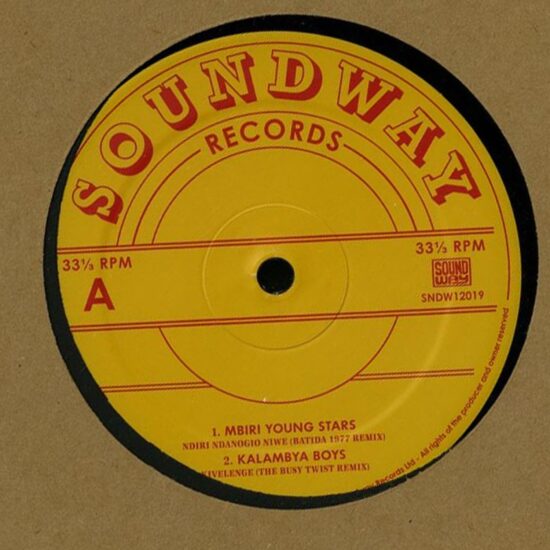 SOUNDWAY
RECORDS
33⅓ RPM
33⅓ RPM
A
SOUND
WAY
SNDW12019
1. MBIRI YOUNG STARS
NDIRI NDANOGIO NIWE (BATIDA 1977 REMIX)
2. KALAMBYA BOYS
KIVELENGE (THE BUSY TWIST REMIX)
Records Ltd - All rights of the producer and owner reserved